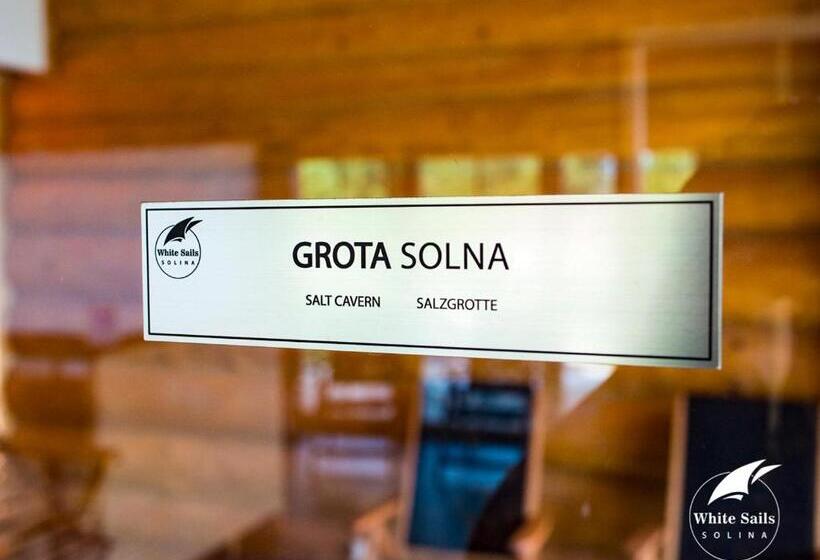 White Sails
SOLINA
GROTA SOLNA
SALT CAVERN SALZGROTTE
White Sails
SOLINA